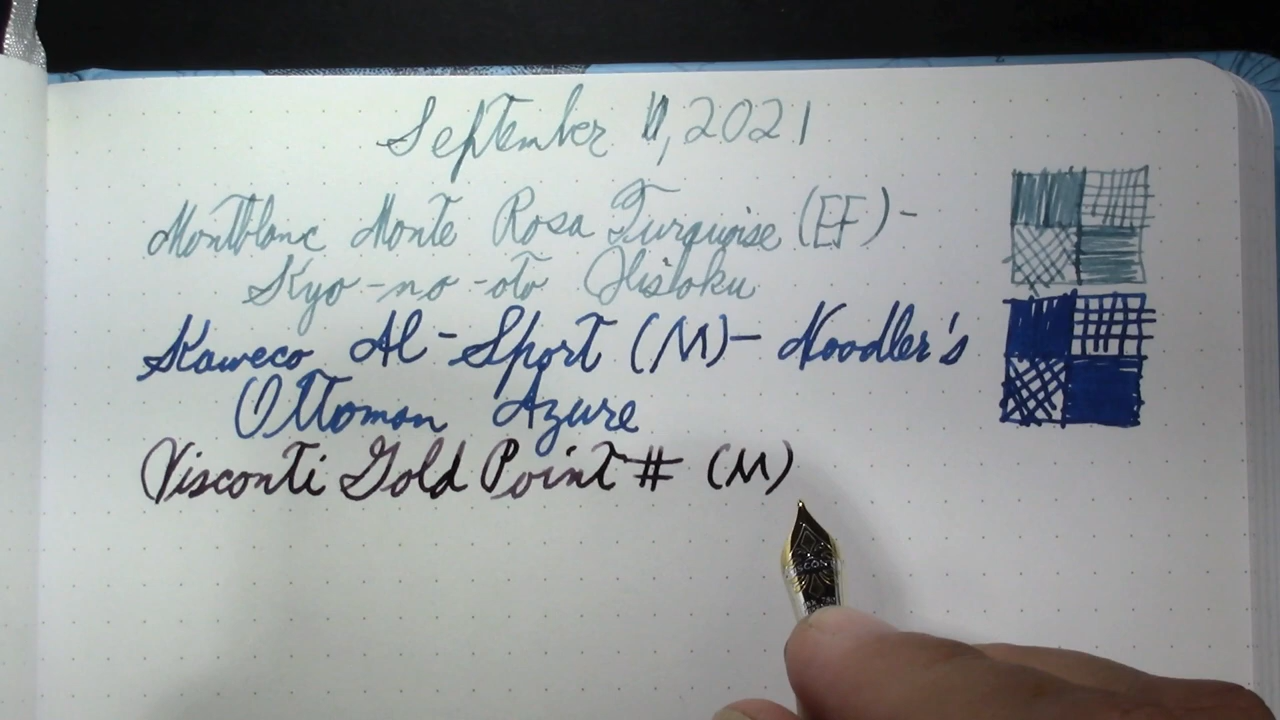 September 11, 2021
Montblanc Monte Rosa Turquoise (EF) -
Kyo-no-oto Hisoku
Kaweco Al-Sport (M) - Noodler's
Ottoman Azure
Visconti Gold Point # (M)